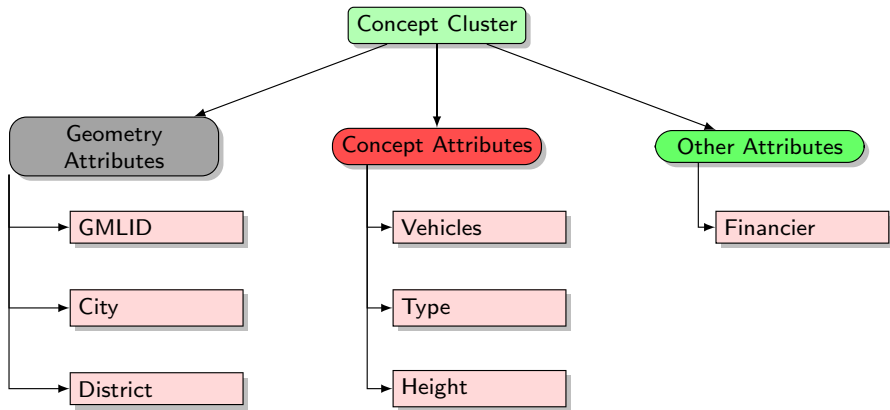 Concept Cluster
Geometry
Attributes
Concept Attributes
Other Attributes
GMLID
Vehicles
Financier
City
Type
District
Height